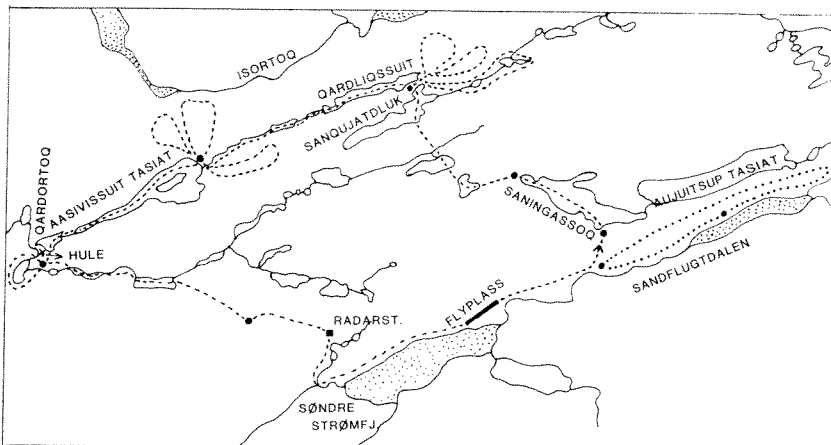 ISORTOQ
QARDLIQSSUIT
SANQUJATDLUK
AASIVISSUIT TASIAT
QARDORTOQ
HULE
SANINGASSOQ
AUJUITSUP TASIAT
SANDFLUGTDALEN
FLYPLASS
RADARST.
SØNDRE
STRØMFJ.